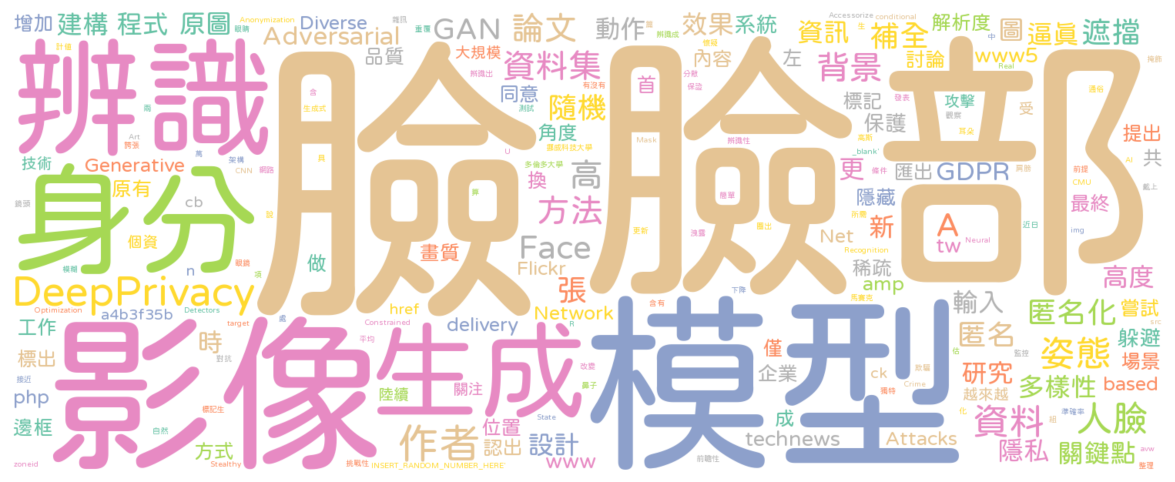 增加 建構 程式 原圖 Diverse GAN 論文 動作 效果 系統 資訊 補全 解析度 圖 逼真 遮擋
Adversarial 品質 大規模 資料集 內容 左 背景 討論 www5
辨識 臉 臉部
同意 隨機 首 標記 攻擊 受 提出
角度 保護 共
技術 Generative 原有 換 高 更 匯出 GDPR
身分 cb 方法 隱藏 最終
個資 畫質 Face 新 A tw
n 做 Flickr Net 稀疏 高度
DeepPrivacy 張 amp
a4b3f35b href Network 輸入 匿名化 嘗試
工作 時 delivery 匿名 躲避
標出 影像 生成 模型 僅 姿態 場景
php 陸續 關注 企業 ck 研究 多樣性 based
越來越
邊框 位置 成 資料 人臉
方式 作者 認出 設計 technews Attacks 隱私 關鍵點
www
INSERT_RANDOM_NUMBER_HERE
zoneid Stealthy State Crime
Optimization Detectors target Constrained
Anonymization Accessorize conditional Real
Art CNN U Mask _blank' AI CMU img
Recognition Neural src avw